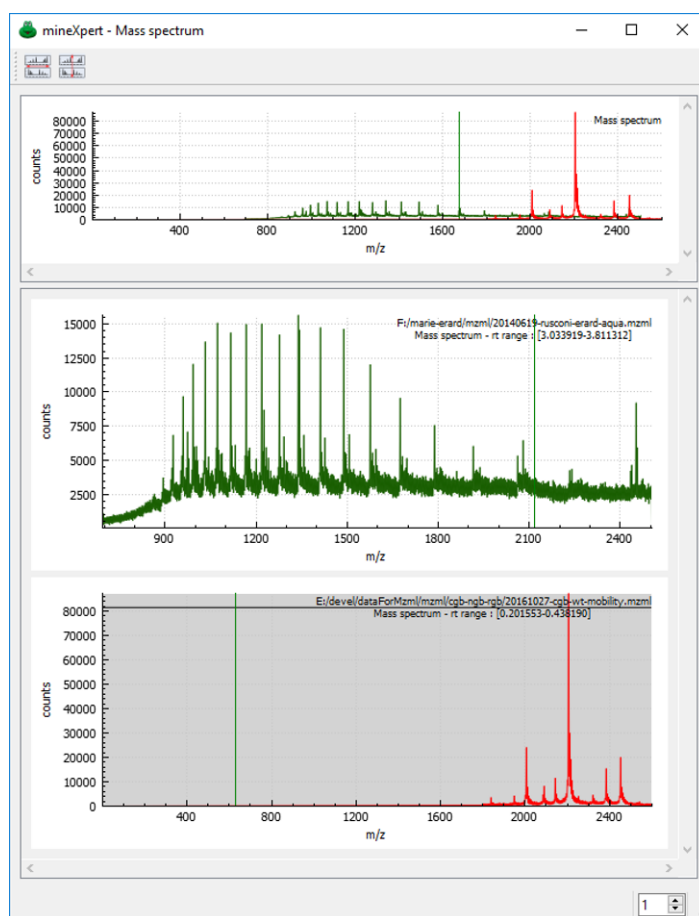 mineXpert - Mass spectrum
Mass spectrum
80000
70000
60000
50000
40000
30000
20000
10000
0
counts
400 800 1200 1600 2000 2400
m/z
F:/marie-erard/mzml/20140619-rusconi-erard-aqua.mzml
Mass spectrum - rt range : [3.033919-3.811312]
15000
12500
10000
7500
5000
2500
counts
900 1200 1500 1800 2100 2400
m/z
E:/devel/dataForMzml/mzml/cgb-ngb-rgb/20161027-cgb-wt-mobility.mzml
Mass spectrum - rt range : [0.201553-0.438190]
80000
70000
60000
50000
40000
30000
20000
10000
0
counts
400 800 1200 1600 2000 2400
m/z
1